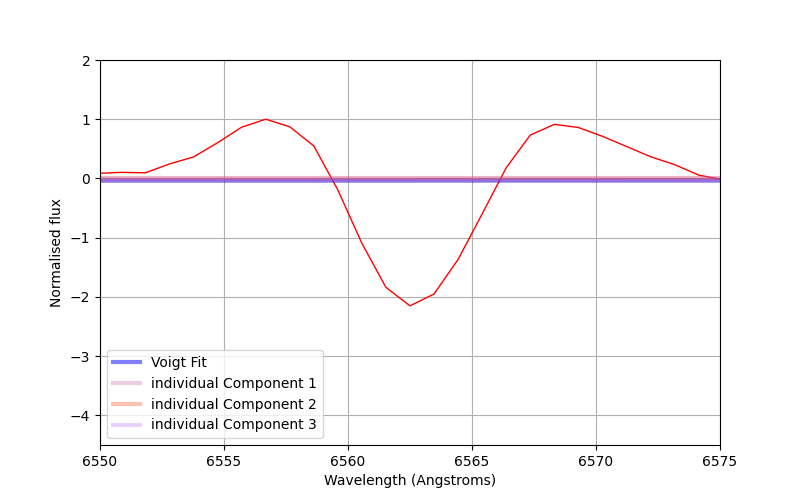 2
1
0
−1
−2
−3
−4
Normalised flux
Voigt Fit
individual Component 1
individual Component 2
individual Component 3
6550 6555 6560 6565 6570 6575
Wavelength (Angstroms)